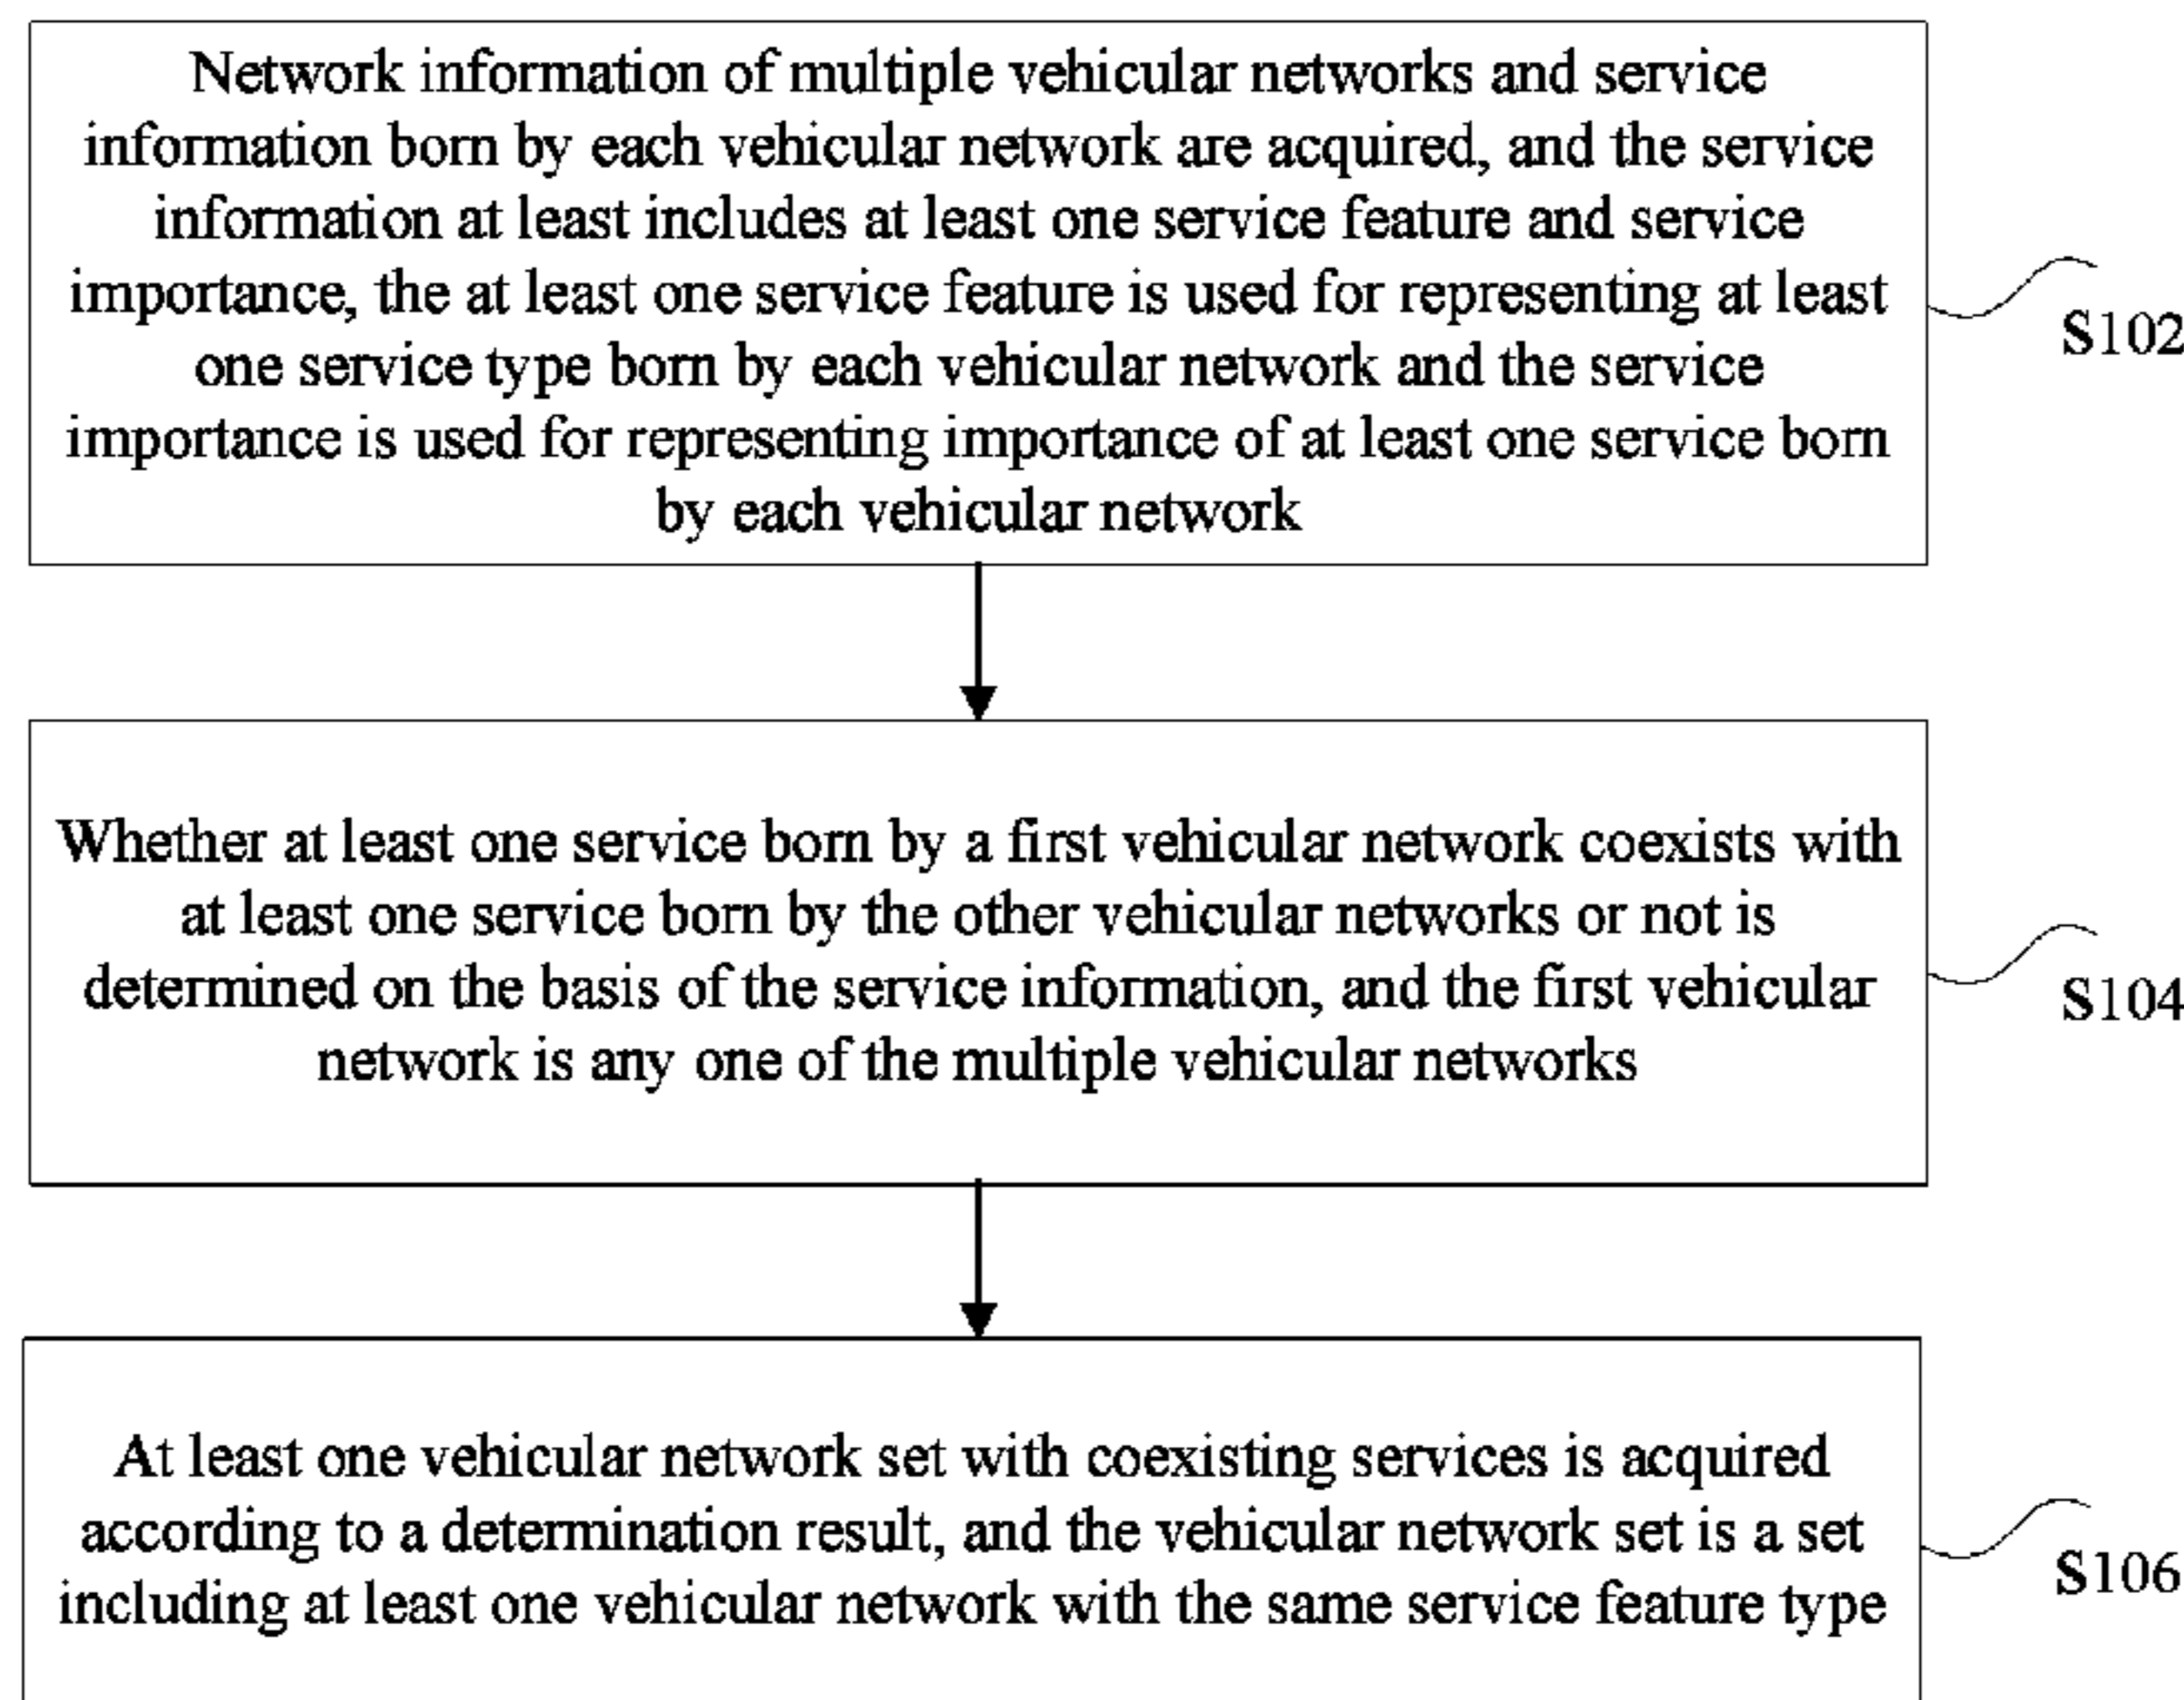 Network information of multiple vehicular networks and service
information born by each vehicular network are acquired, and the service
information at least includes at least one service feature and service
importance, the at least one service feature is used for representing at least
one service type born by each vehicular network and the service
importance is used for representing importance of at least one service born
by each vehicular network
S102
Whether at least one service born by a first vehicular network coexists with
at least one service born by the other vehicular networks or not is
determined on the basis of the service information, and the first vehicular
network is any one of the multiple vehicular networks
S104
At least one vehicular network set with coexisting services is acquired
according to a determination result, and the vehicular network set is a set
including at least one vehicular network with the same service feature type
S106